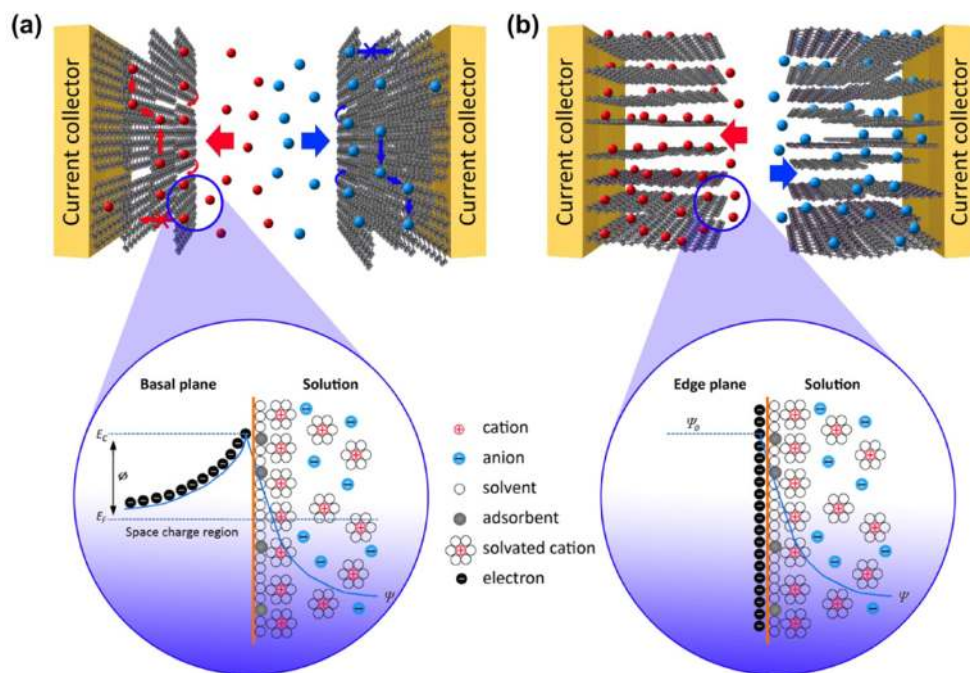 (a)
(b)
Current collector
Current collector
Current collector
Current collector
Basal plane
Solution
E_C
ø
E_F
Space charge region
Ψ
cation
anion
solvent
adsorbent
solvated cation
electron
Edge plane
Solution
Ψ_0
Ψ